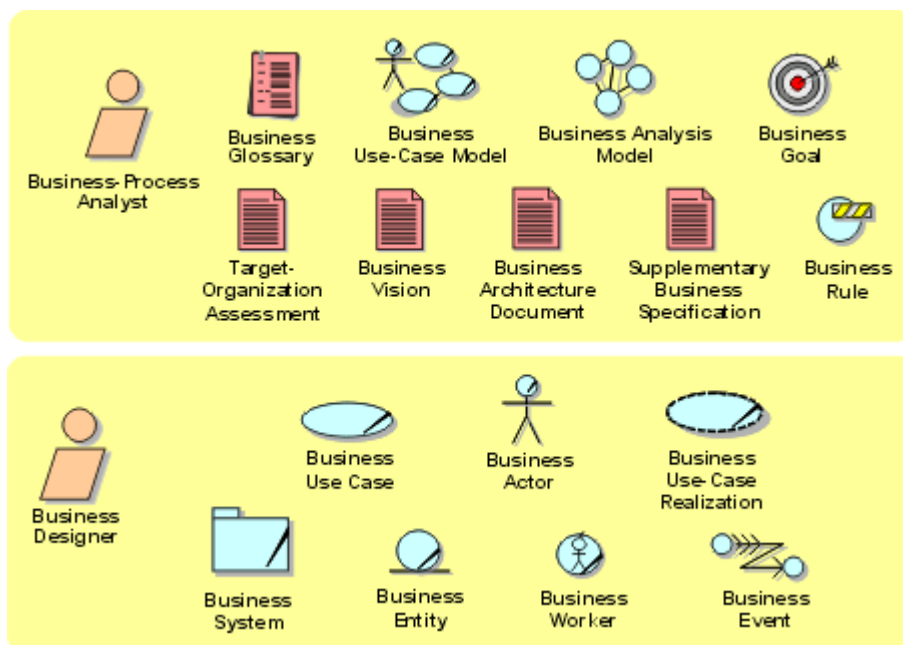 Business-Process
Analyst
Business
Glossary
Business
Use-Case Model
Business Analysis
Model
Business
Goal
Target-
Organization
Assessment
Business
Vision
Business
Architecture
Document
Supplementary
Business
Specification
Business
Rule
Business
Designer
Business
Use Case
Business
Actor
Business
Use-Case
Realization
Business
System
Business
Entity
Business
Worker
Business
Event